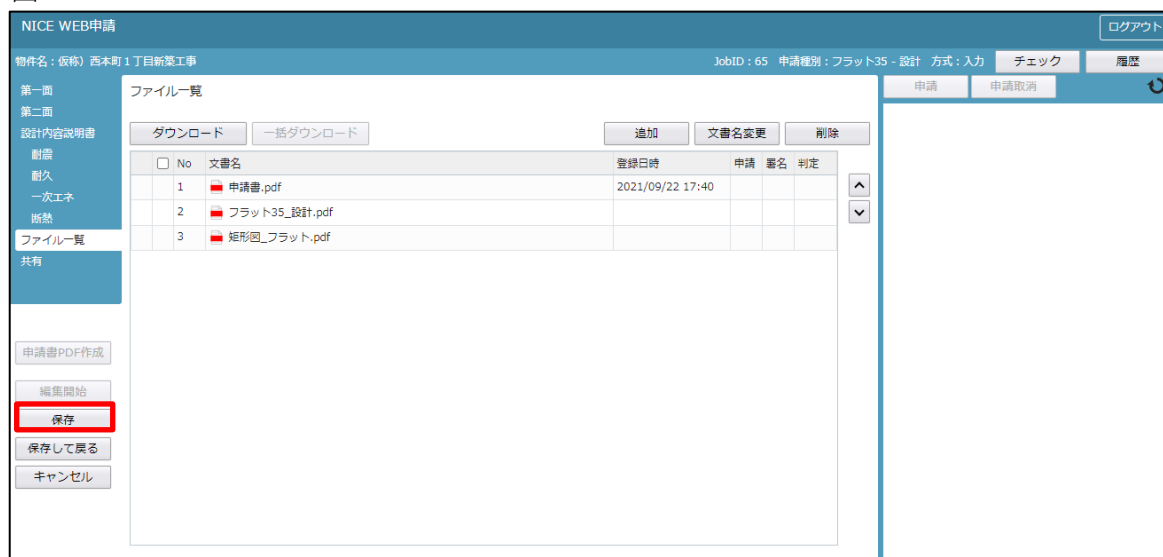 NICE WEB申請
ログアウト
物件名：仮称）西本町１丁目新築工事
JobID：65 申請種別：フラット35 - 設計 方式：入力 チェック 履歴
第一面
第二面
設計内容説明書
耐震
耐久
一次エネ
断熱
ファイル一覧
共有
申請書PDF作成
編集開始
保存
保存して戻る
キャンセル
ファイル一覧
ダウンロード 一括ダウンロード 追加 文書名変更 削除
No 文書名 登録日時 申請 署名 判定
1 申請書.pdf 2021/09/22 17:40
2 フラット35_設計.pdf
3 矩形図_フラット.pdf
申請 申請取消